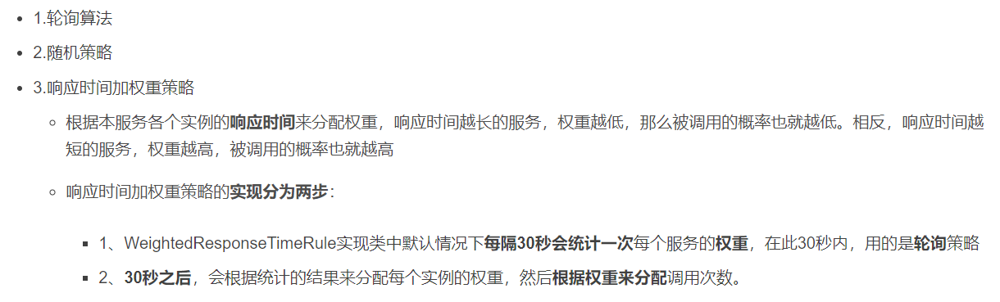 1.轮询算法
2.随机策略
3.响应时间加权重策略
根据本服务各个实例的响应时间来分配权重，响应时间越长的服务，权重越低，那么被调用的概率也就越低。相反，响应时间越
短的服务，权重越高，被调用的概率也就越高
响应时间加权重策略的实现分为两步：
1、WeightedResponseTimeRule实现类中默认情况下每隔30秒会统计一次每个服务的权重，在此30秒内，用的是轮询策略
2、30秒之后，会根据统计的结果来分配每个实例的权重，然后根据权重来分配调用次数。